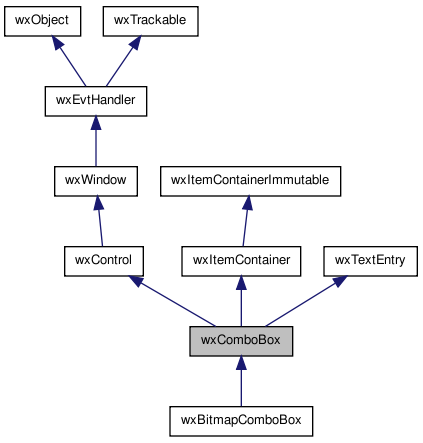 wxObject
wxTrackable
wxEvtHandler
wxWindow
wxItemContainerImmutable
wxControl
wxItemContainer
wxTextEntry
wxComboBox
wxBitmapComboBox